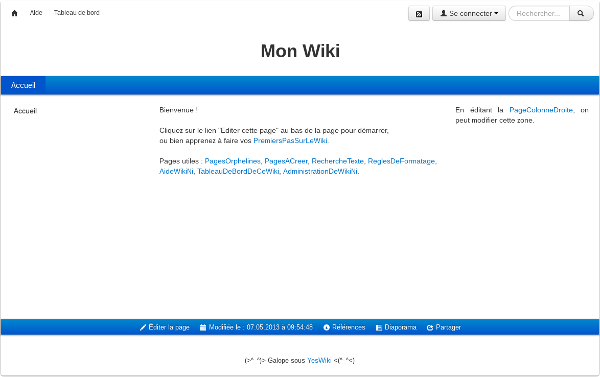 Aide Tableau de bord Se connecter Rechercher...
Mon Wiki
Accueil
Accueil
Bienvenue !
Cliquez sur le lien "Editer cette page" au bas de la page pour démarrer,
ou bien apprenez à faire vos PremiersPasSurLeWiki.
Pages utiles : PagesOrphelines, PagesACreer, RechercheTexte, ReglesDeFormatage,
AideWikiNi, TableauDeBordDeCeWiki, AdministrationDeWikiNi.
En éditant la PageColonneDroite, on
peut modifier cette zone.
Éditer la page Modifiée le : 07.05.2013 à 09:54:48 Références Diaporama Partager
(>^_^)> Galope sous YesWiki <(^_^<)